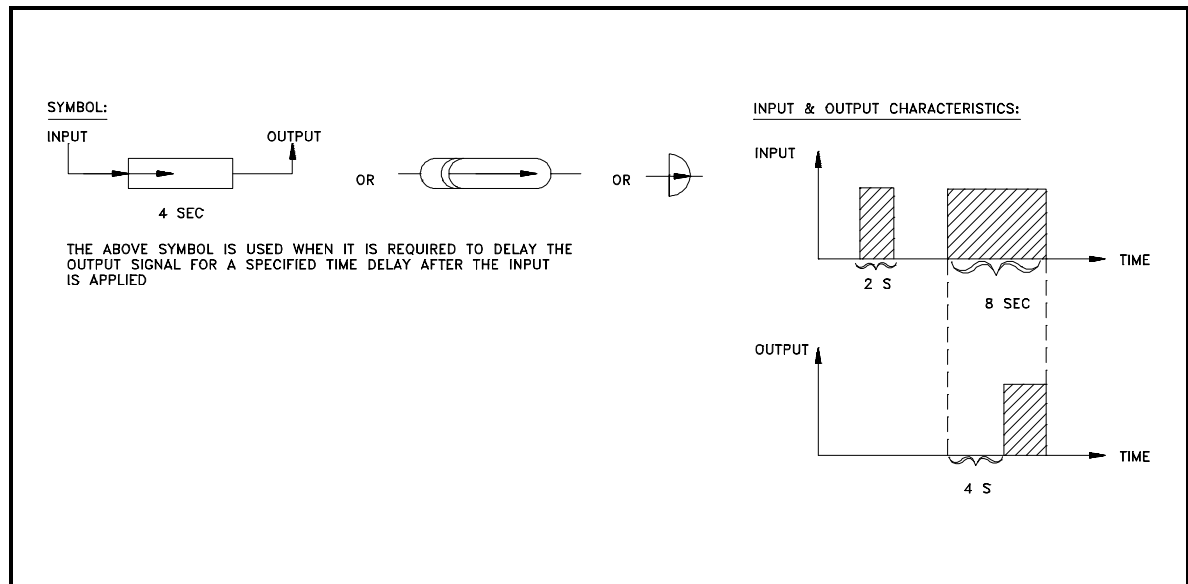 SYMBOL:
INPUT
OUTPUT
OR
OR
4 SEC
THE ABOVE SYMBOL IS USED WHEN IT IS REQUIRED TO DELAY THE
OUTPUT SIGNAL FOR A SPECIFIED TIME DELAY AFTER THE INPUT
IS APPLIED
INPUT & OUTPUT CHARACTERISTICS:
INPUT
TIME
2 S
8 SEC
OUTPUT
TIME
4 S